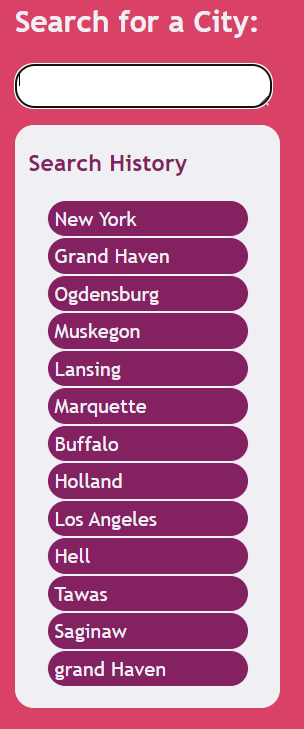 Search for a City:
Search History
New York
Grand Haven
Ogdensburg
Muskegon
Lansing
Marquette
Buffalo
Holland
Los Angeles
Hell
Tawas
Saginaw
grand Haven